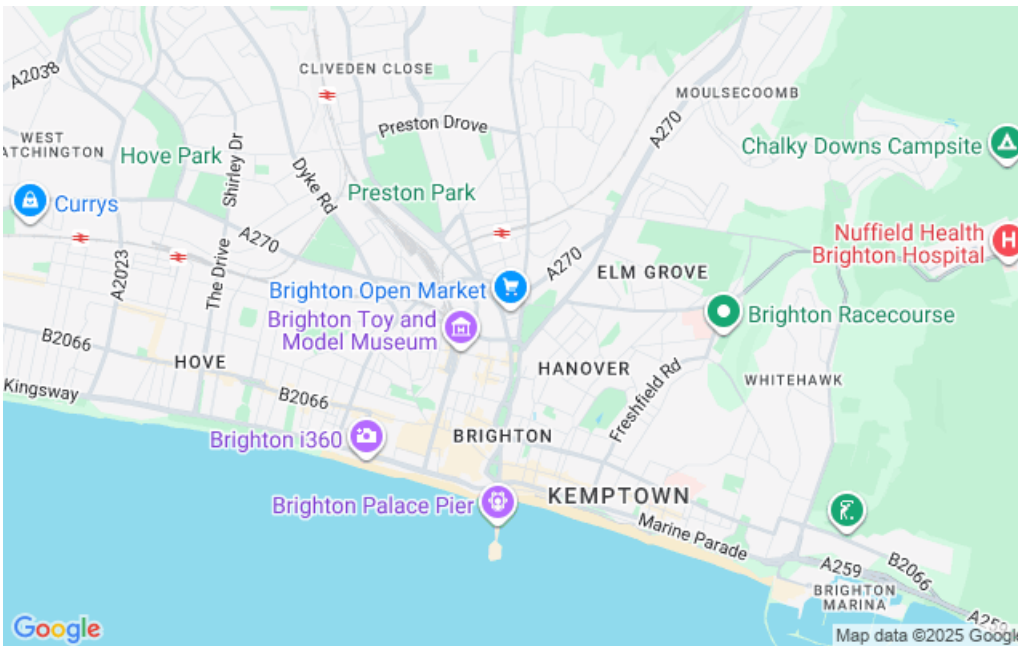 A2038
CLIVEDEN CLOSE
MOULSECOOMB
Preston Drove
A270
WEST
ATCHINGTON
Hove Park
Shirley Dr
Chalky Downs Campsite
Dyke Rd
Preston Park
Currys
A270
Nuffield Health
Brighton Hospital
A2023
The Drive
A270
ELM GROVE
Brighton Open Market
Brighton Toy and
Model Museum
Brighton Racecourse
B2066
HOVE
HANOVER
Freshfield Rd
WHITEHAWK
Kingsway
B2066
Brighton i360
BRIGHTON
Brighton Palace Pier
KEMPTOWN
Marine Parade
A259
B2066
BRIGHTON
MARINA
A259
Google
Map data ©2025 Google